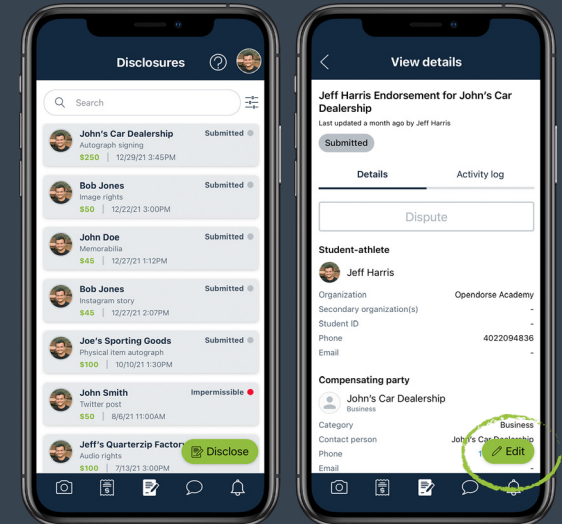 Disclosures
Search
John's Car Dealership Submitted
Autograph signing
$250 | 12/29/21 3:45PM
Bob Jones Submitted
Image rights
$50 | 12/22/21 3:00PM
John Doe Submitted
Memorabilia
$45 | 12/27/21 1:12PM
Bob Jones Submitted
Instagram story
$45 | 12/27/21 2:07PM
Joe's Sporting Goods Submitted
Physical item autograph
$100 | 10/10/21 1:30PM
John Smith Impermissible
Twitter post
$50 | 8/6/21 11:00AM
Jeff's Quarterzip Factory
Audio rights
$100 | 7/13/21 3:00PM
Disclose
View details
Jeff Harris Endorsement for John's Car
Dealership
Last updated a month ago by Jeff Harris
Submitted
Details Activity log
Dispute
Student-athlete
Jeff Harris
Organization Opendorse Academy
Secondary organization(s) -
Student ID -
Phone 4022094836
Email -
Compensating party
John's Car Dealership
Business
Category Business
Contact person John's Car Dealership
Phone
Edit
Email -